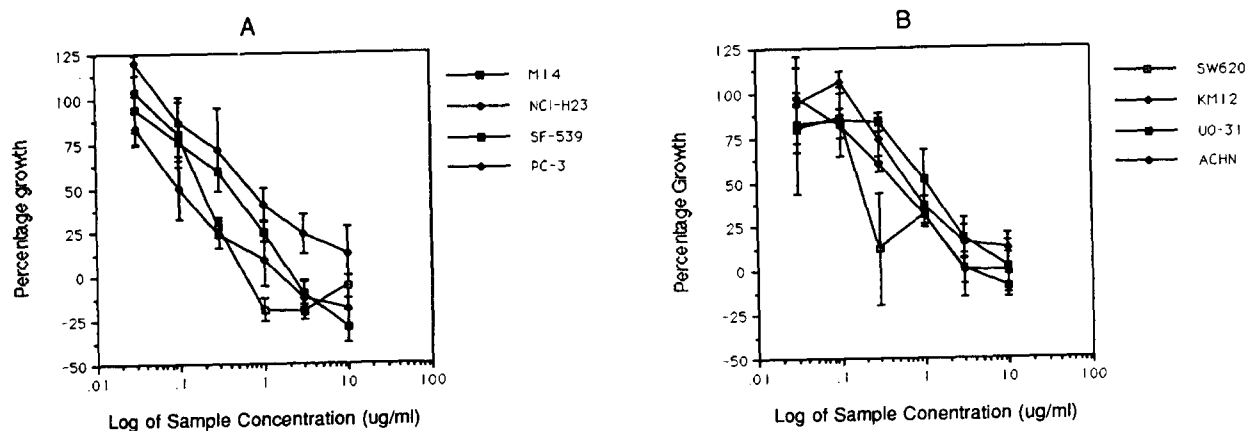 A
125
100
75
50
25
0
-25
-50
.01
.1
1
10
100
Percentage growth
Log of Sample Concentration (ug/ml)
M14
NCI-H23
SF-539
PC-3
B
125
100
75
50
25
0
-25
-50
.01
.1
1
10
100
Percentage Growth
Log of Sample Conentration (ug/ml)
SW620
KM12
UO-31
ACHN